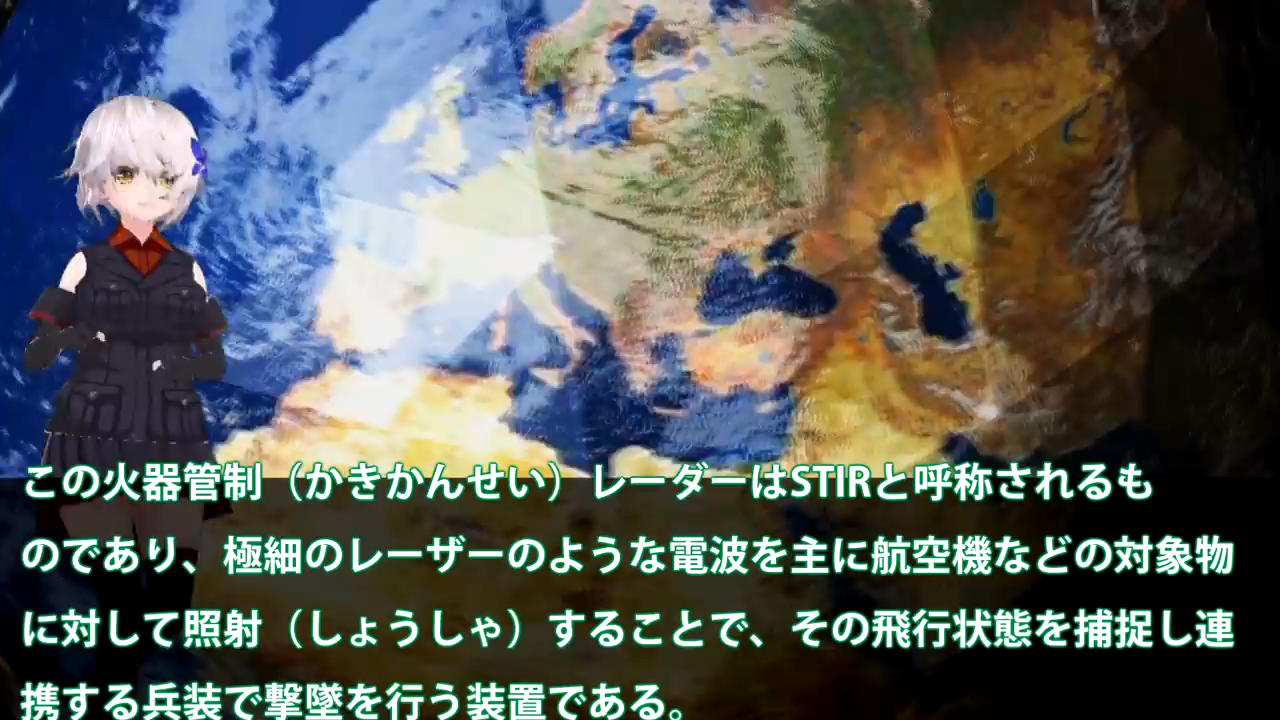 この火器管制（かきかんせい）レーダーはSTIRと呼称されるも
のであり、極細のレーザーのような電波を主に航空機などの対象物
に対して照射（しょうしゃ）することで、その飛行状態を捕捉し連
携する兵装で撃墜を行う装置である。